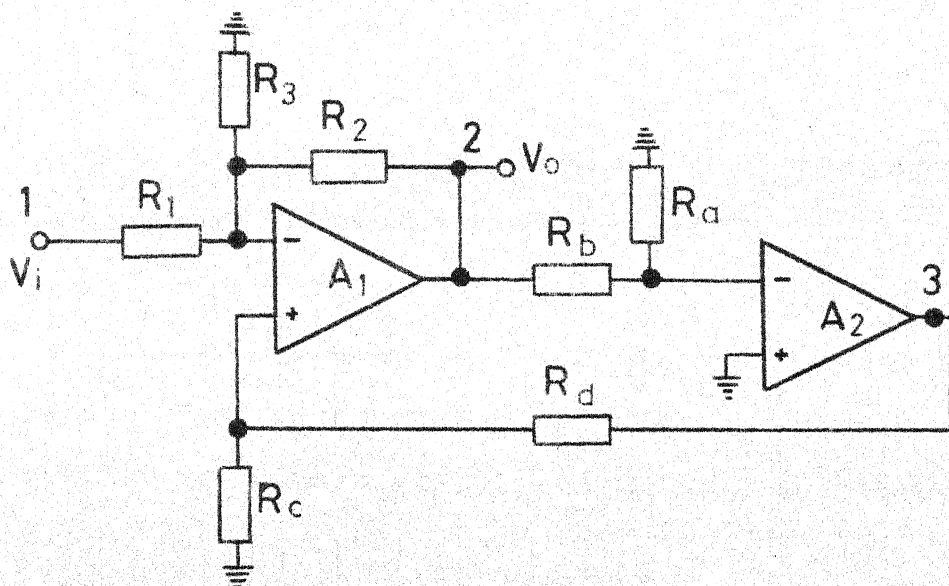 R3
R2
2
Vo
1
R1
Ra
Vi
Rb
A1
-
+
3
A2
-
+
Rd
Rc